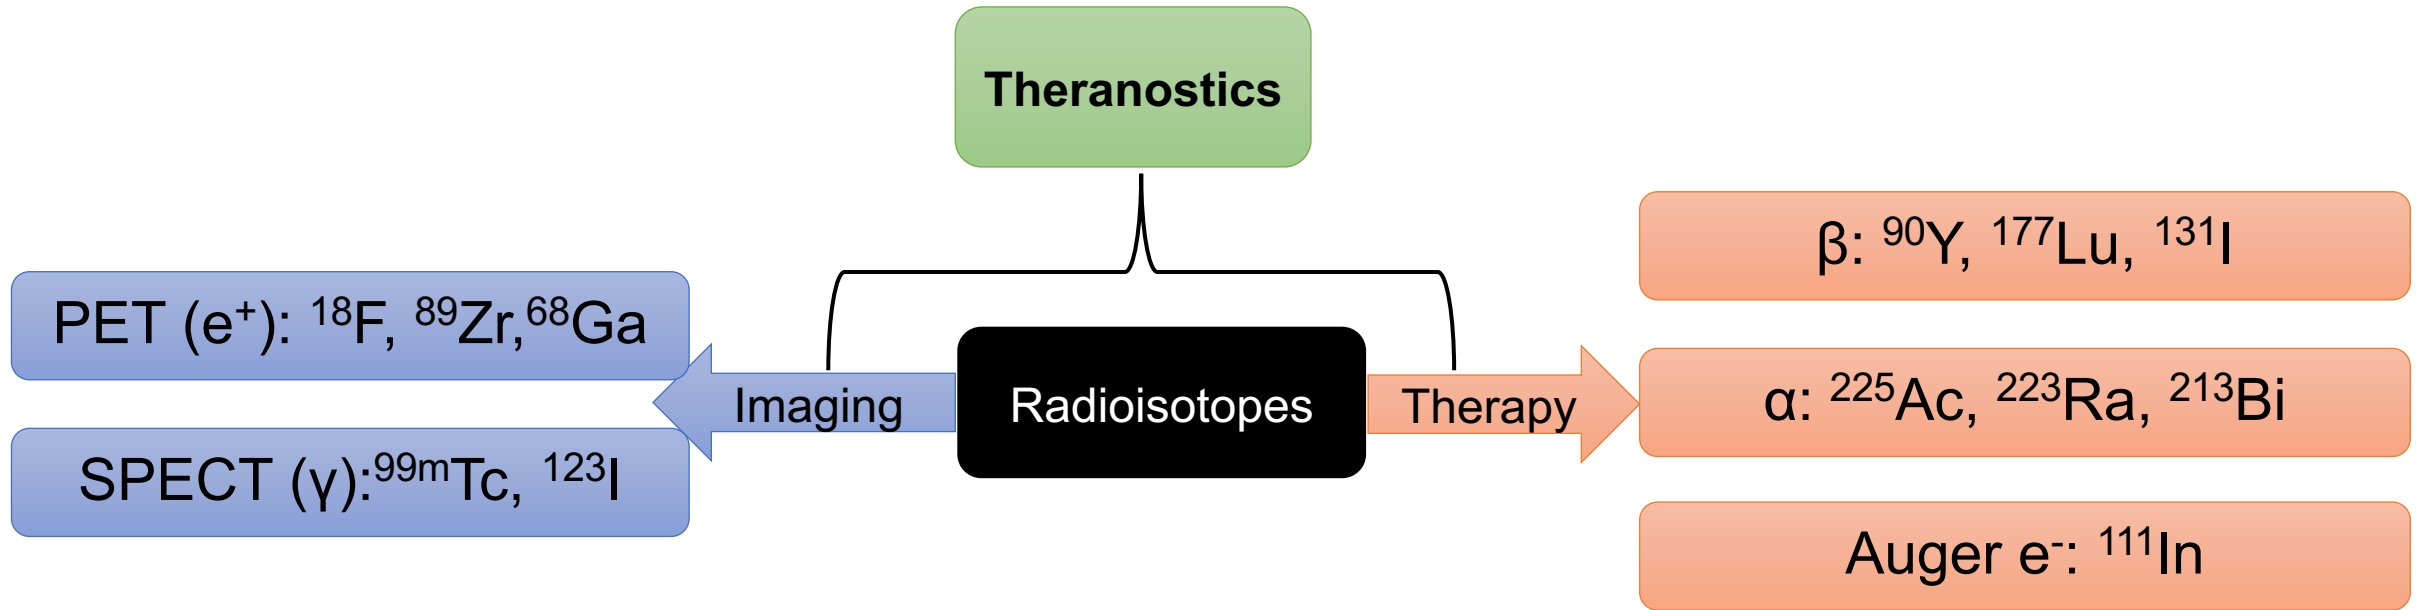 Theranostics
PET (e⁺): ¹⁸F, ⁸⁹Zr,⁶⁸Ga
SPECT (γ):⁹⁹ᵐTc, ¹²³I
Imaging
Radioisotopes
Therapy
β: ⁹⁰Y, ¹⁷⁷Lu, ¹³¹I
α: ²²⁵Ac, ²²³Ra, ²¹³Bi
Auger e⁻: ¹¹¹In